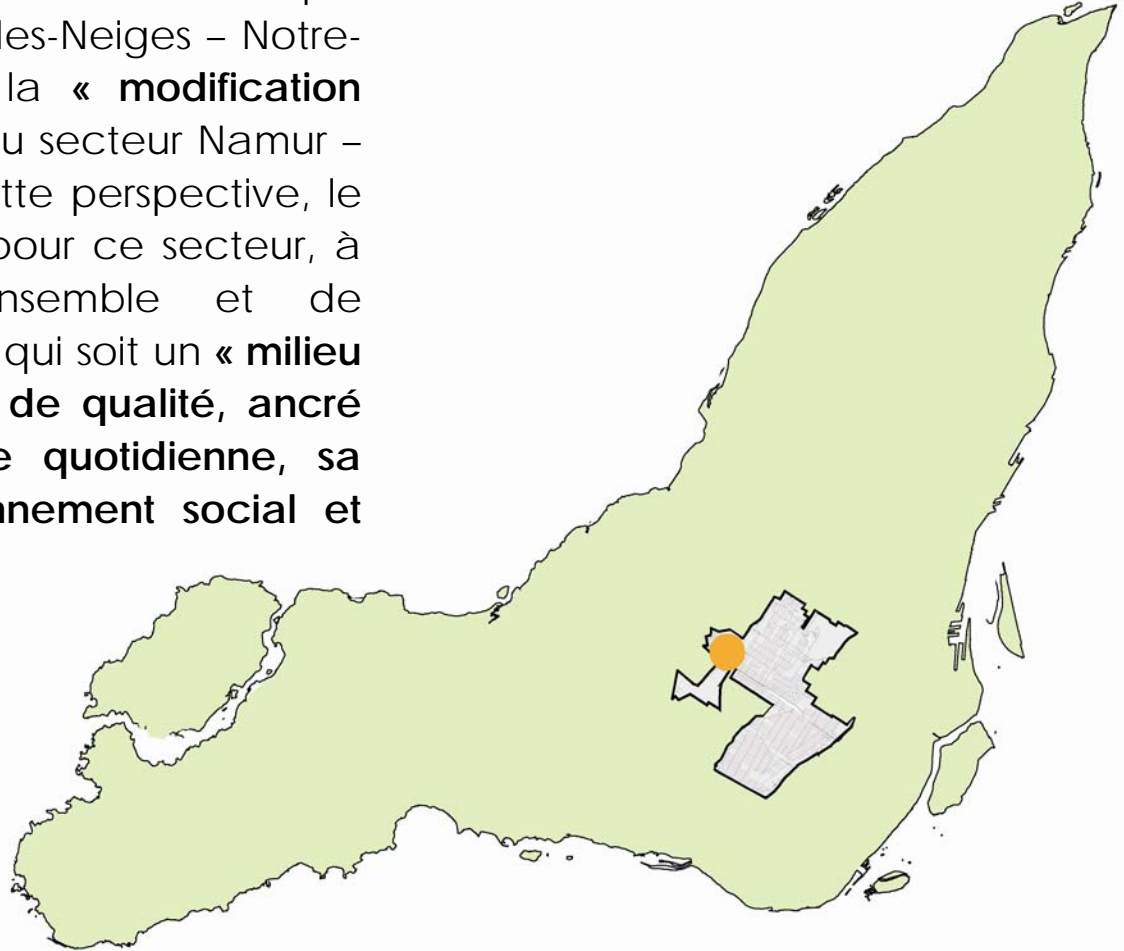 les-Neiges – Notre-
la « modification
u secteur Namur –
tte perspective, le
pour ce secteur, à
nsemble et de
qui soit un « milieu
de qualité, ancré
e quotidienne, sa
nnement social et